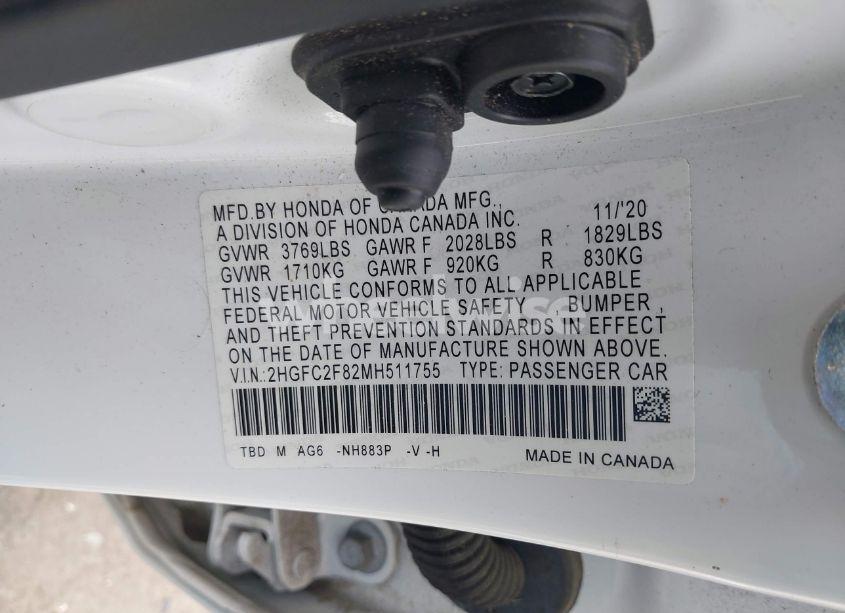 MFD.BY HONDA OF CANADA MFG., 11/'20
A DIVISION OF HONDA CANADA INC.
GVWR 3769LBS GAWR F 2028LBS R 1829LBS
GVWR 1710KG GAWR F 920KG R 830KG
THIS VEHICLE CONFORMS TO ALL APPLICABLE
FEDERAL MOTOR VEHICLE SAFETY BUMPER,
AND THEFT PREVENTION STANDARDS IN EFFECT
ON THE DATE OF MANUFACTURE SHOWN ABOVE.
V.I.N.:2HGFC2F82MH511755 TYPE: PASSENGER CAR
TBD M AG6 -NH883P -V -H
MADE IN CANADA